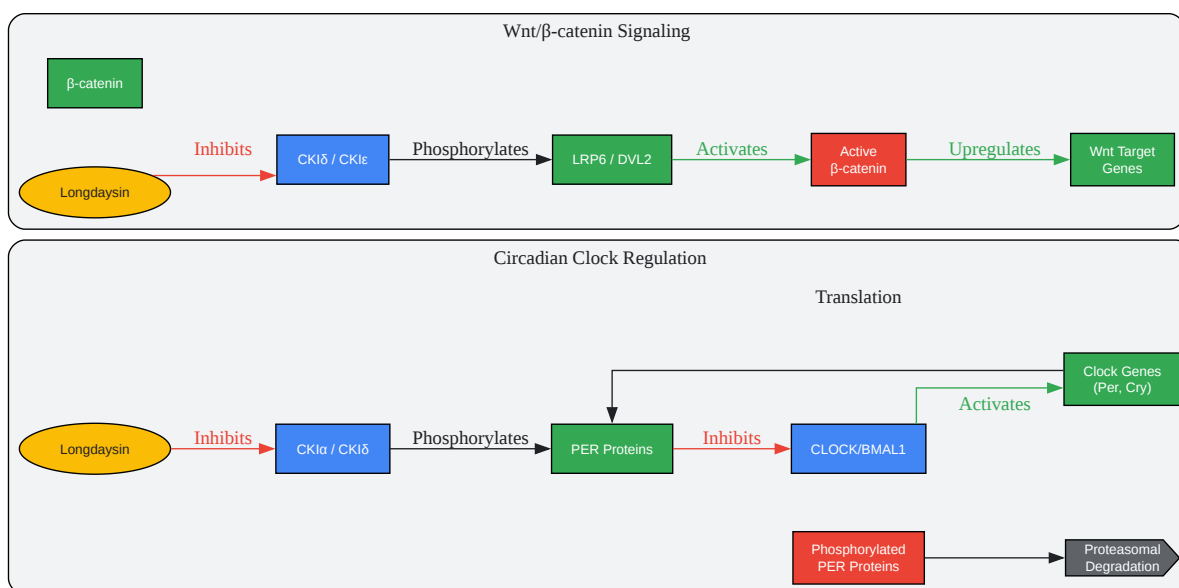 Wnt/β-catenin Signaling
β-catenin
Inhibits
CKIδ / CKIε
Phosphorylates
LRP6 / DVL2
Activates
Active
β-catenin
Upregulates
Wnt Target
Genes
Longdaysin
Circadian Clock Regulation
Translation
Clock Genes
(Per, Cry)
Activates
Longdaysin
Inhibits
CKIα / CKIδ
Phosphorylates
PER Proteins
Inhibits
CLOCK/BMAL1
Phosphorylated
PER Proteins
Proteasomal
Degradation